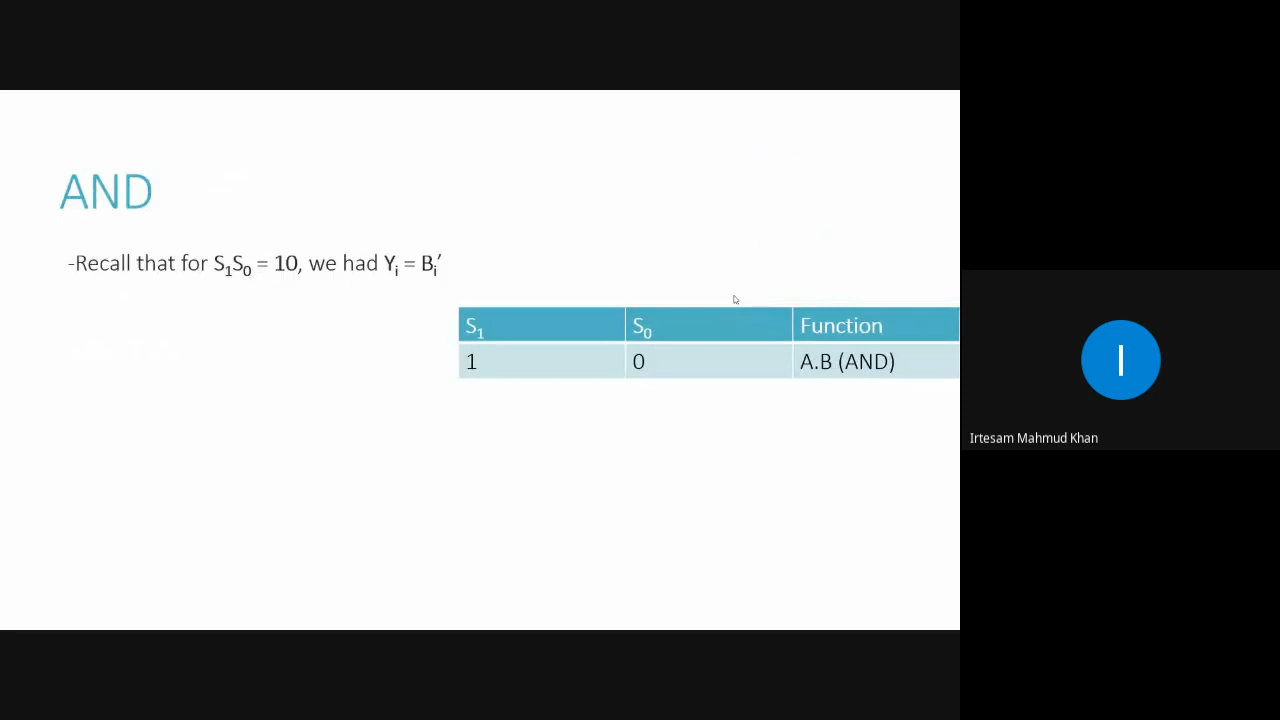 AND
-Recall that for S₁S₀ = 10, we had Yᵢ = Bᵢ′
S₁ S₀ Function
1 0 A.B (AND)
I
Irtesam Mahmud Khan